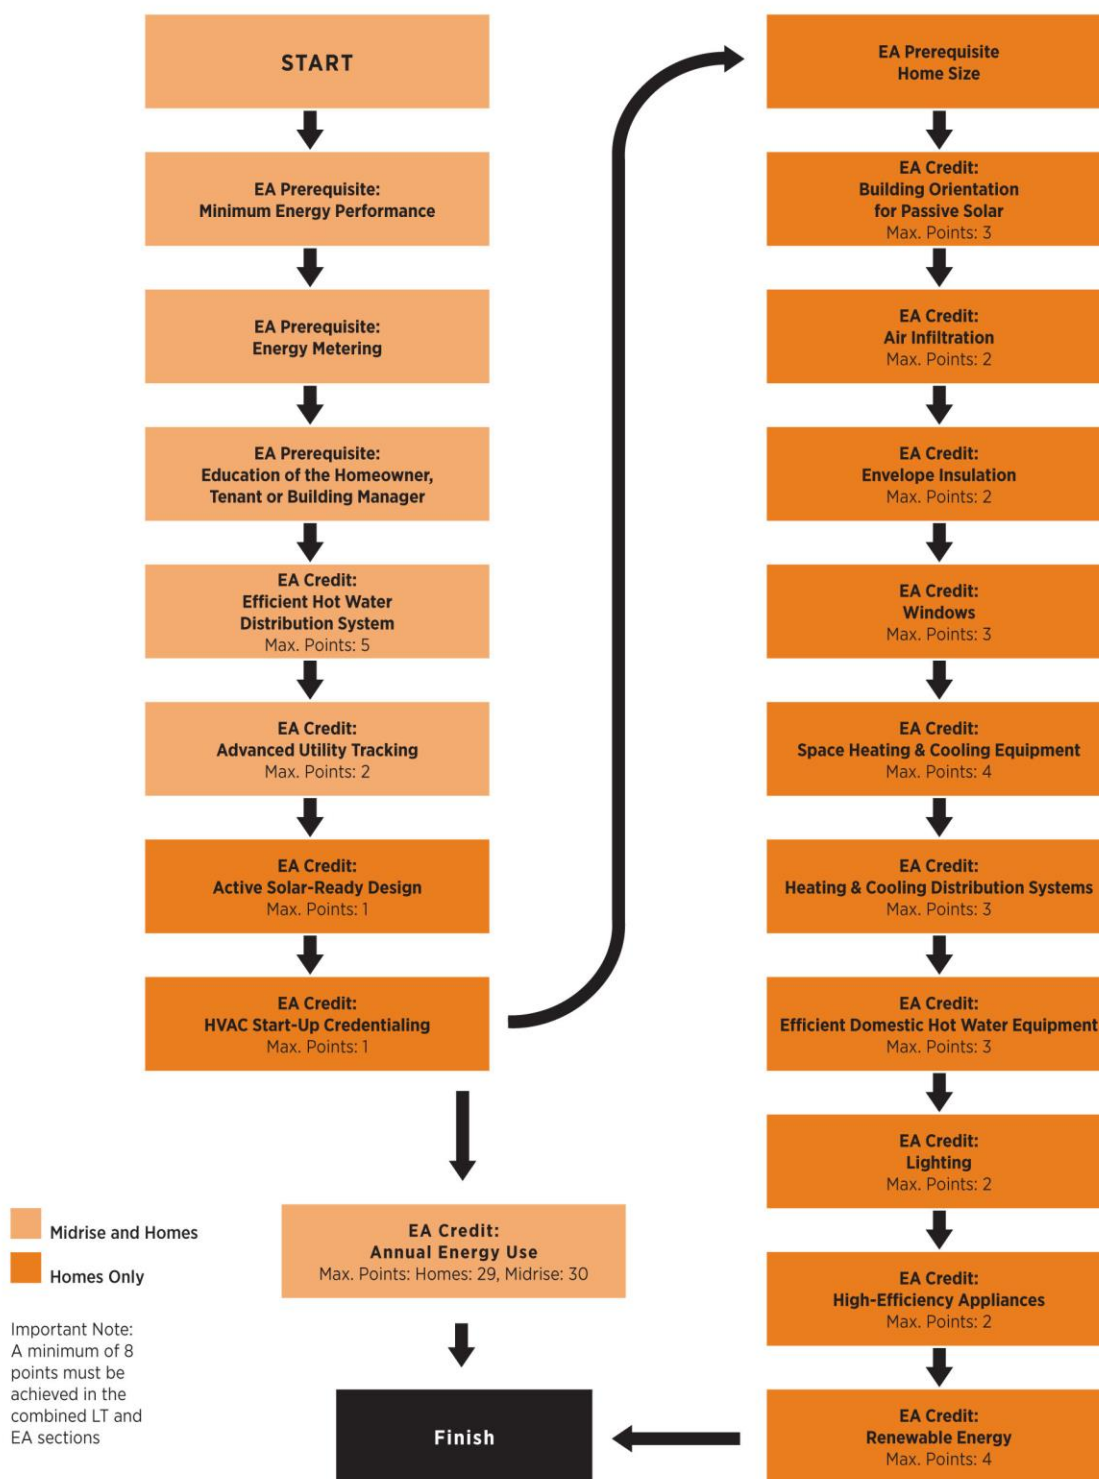 START
EA Prerequisite:
Minimum Energy Performance
EA Prerequisite:
Energy Metering
EA Prerequisite:
Education of the Homeowner,
Tenant or Building Manager
EA Credit:
Efficient Hot Water
Distribution System
Max. Points: 5
EA Credit:
Advanced Utility Tracking
Max. Points: 2
EA Credit:
Active Solar-Ready Design
Max. Points: 1
EA Credit:
HVAC Start-Up Credentialing
Max. Points: 1
EA Credit:
Annual Energy Use
Max. Points: Homes: 29, Midrise: 30
Finish
EA Prerequisite
Home Size
EA Credit:
Building Orientation
for Passive Solar
Max. Points: 3
EA Credit:
Air Infiltration
Max. Points: 2
EA Credit:
Envelope Insulation
Max. Points: 2
EA Credit:
Windows
Max. Points: 3
EA Credit:
Space Heating & Cooling Equipment
Max. Points: 4
EA Credit:
Heating & Cooling Distribution Systems
Max. Points: 3
EA Credit:
Efficient Domestic Hot Water Equipment
Max. Points: 3
EA Credit:
Lighting
Max. Points: 2
EA Credit:
High-Efficiency Appliances
Max. Points: 2
EA Credit:
Renewable Energy
Max. Points: 4
Midrise and Homes
Homes Only
Important Note:
A minimum of 8
points must be
achieved in the
combined LT and
EA sections